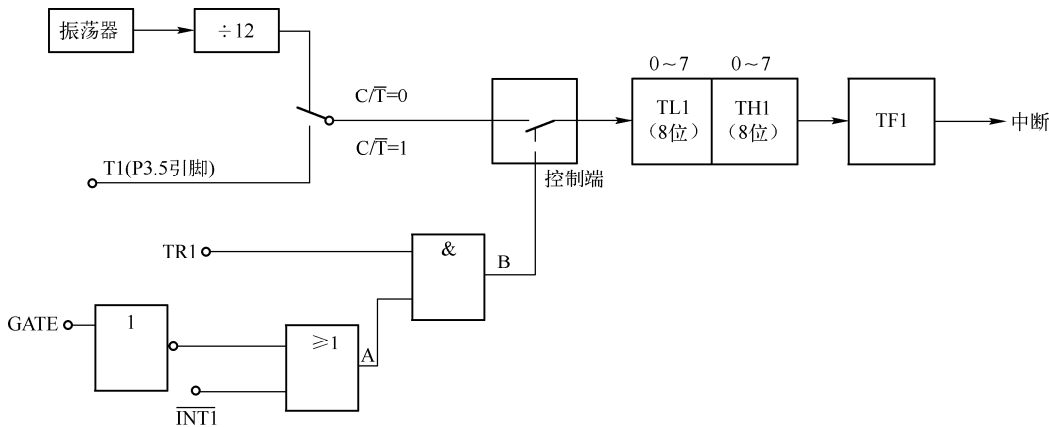 振荡器
÷12
0～7
0～7
C/T̅=0
TL1
(8位)
TH1
(8位)
TF1
中断
C/T̅=1
T1(P3.5引脚)
控制端
TR1
&
B
GATE
1
≥1
A
I̅N̅T̅1̅